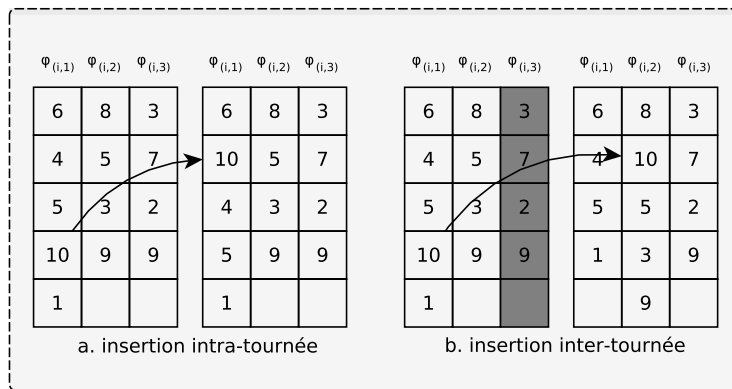 φ(i,1) φ(i,2) φ(i,3) φ(i,1) φ(i,2) φ(i,3) φ(i,1) φ(i,2) φ(i,3) φ(i,1) φ(i,2) φ(i,3)
6 8 3 6 8 3 6 8 3 6 8 3
4 5 7 10 5 7 4 5 7 4 10 7
5 3 2 4 3 2 5 3 2 5 5 2
10 9 9 5 9 9 10 9 9 1 3 9
1 1 1 9
a. insertion intra-tournée b. insertion inter-tournée